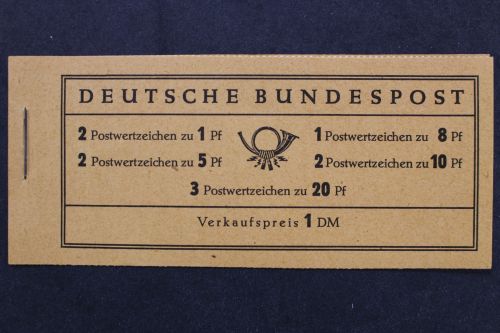 DEUTSCHE BUNDESPOST
2 Postwertzeichen zu 1 Pf
1 Postwertzeichen zu 8 Pf
2 Postwertzeichen zu 5 Pf
2 Postwertzeichen zu 10 Pf
3 Postwertzeichen zu 20 Pf
Verkaufspreis 1 DM